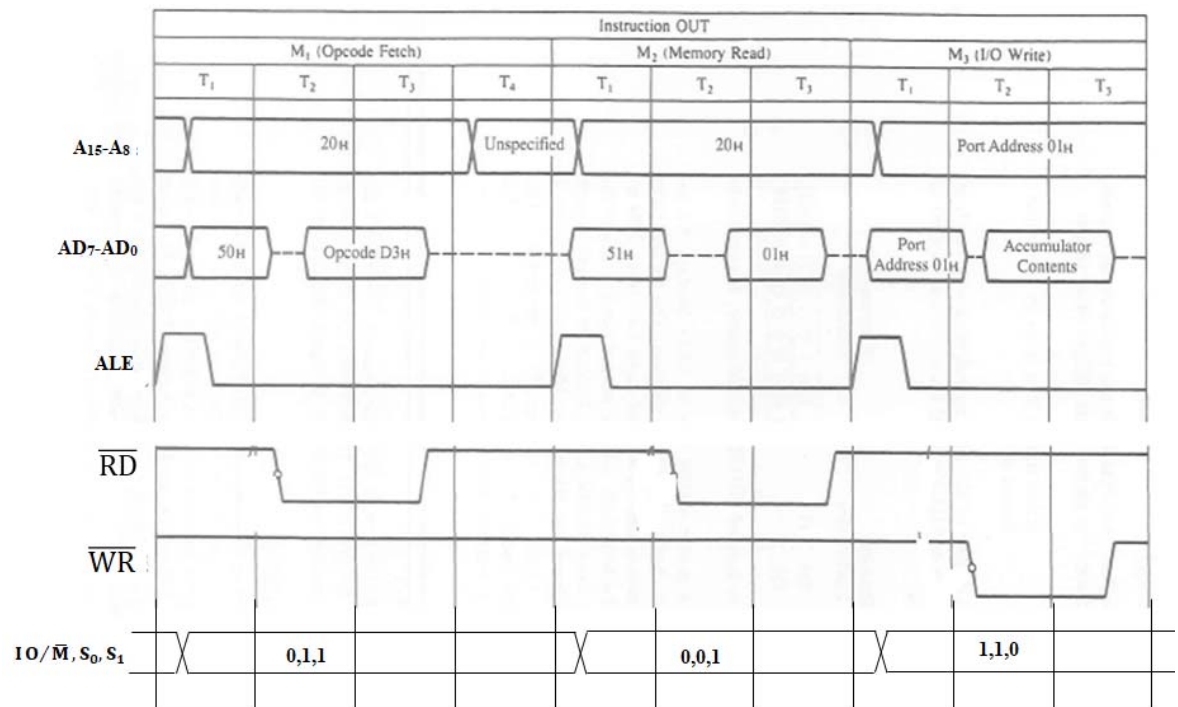 Instruction OUT
M₁ (Opcode Fetch) M₂ (Memory Read) M₃ (I/O Write)
T₁ T₂ T₃ T₄ T₁ T₂ T₃ T₁ T₂ T₃
A₁₅-A₈ 20H Unspecified 20H Port Address 01H
AD₇-AD₀ 50H Opcode D3H 51H 01H Port Address 01H Accumulator Contents
ALE
R̅D̅
W̅R̅
IO/M̅, S₀, S₁ 0,1,1 0,0,1 1,1,0